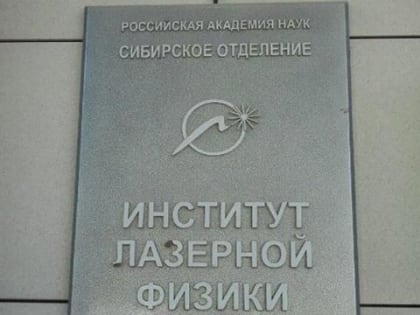 РОССИЙСКАЯ АКАДЕМИЯ НАУК
СИБИРСКОЕ ОТДЕЛЕНИЕ
ИНСТИТУТ
ЛАЗЕРНОЙ
ФИЗИКИ